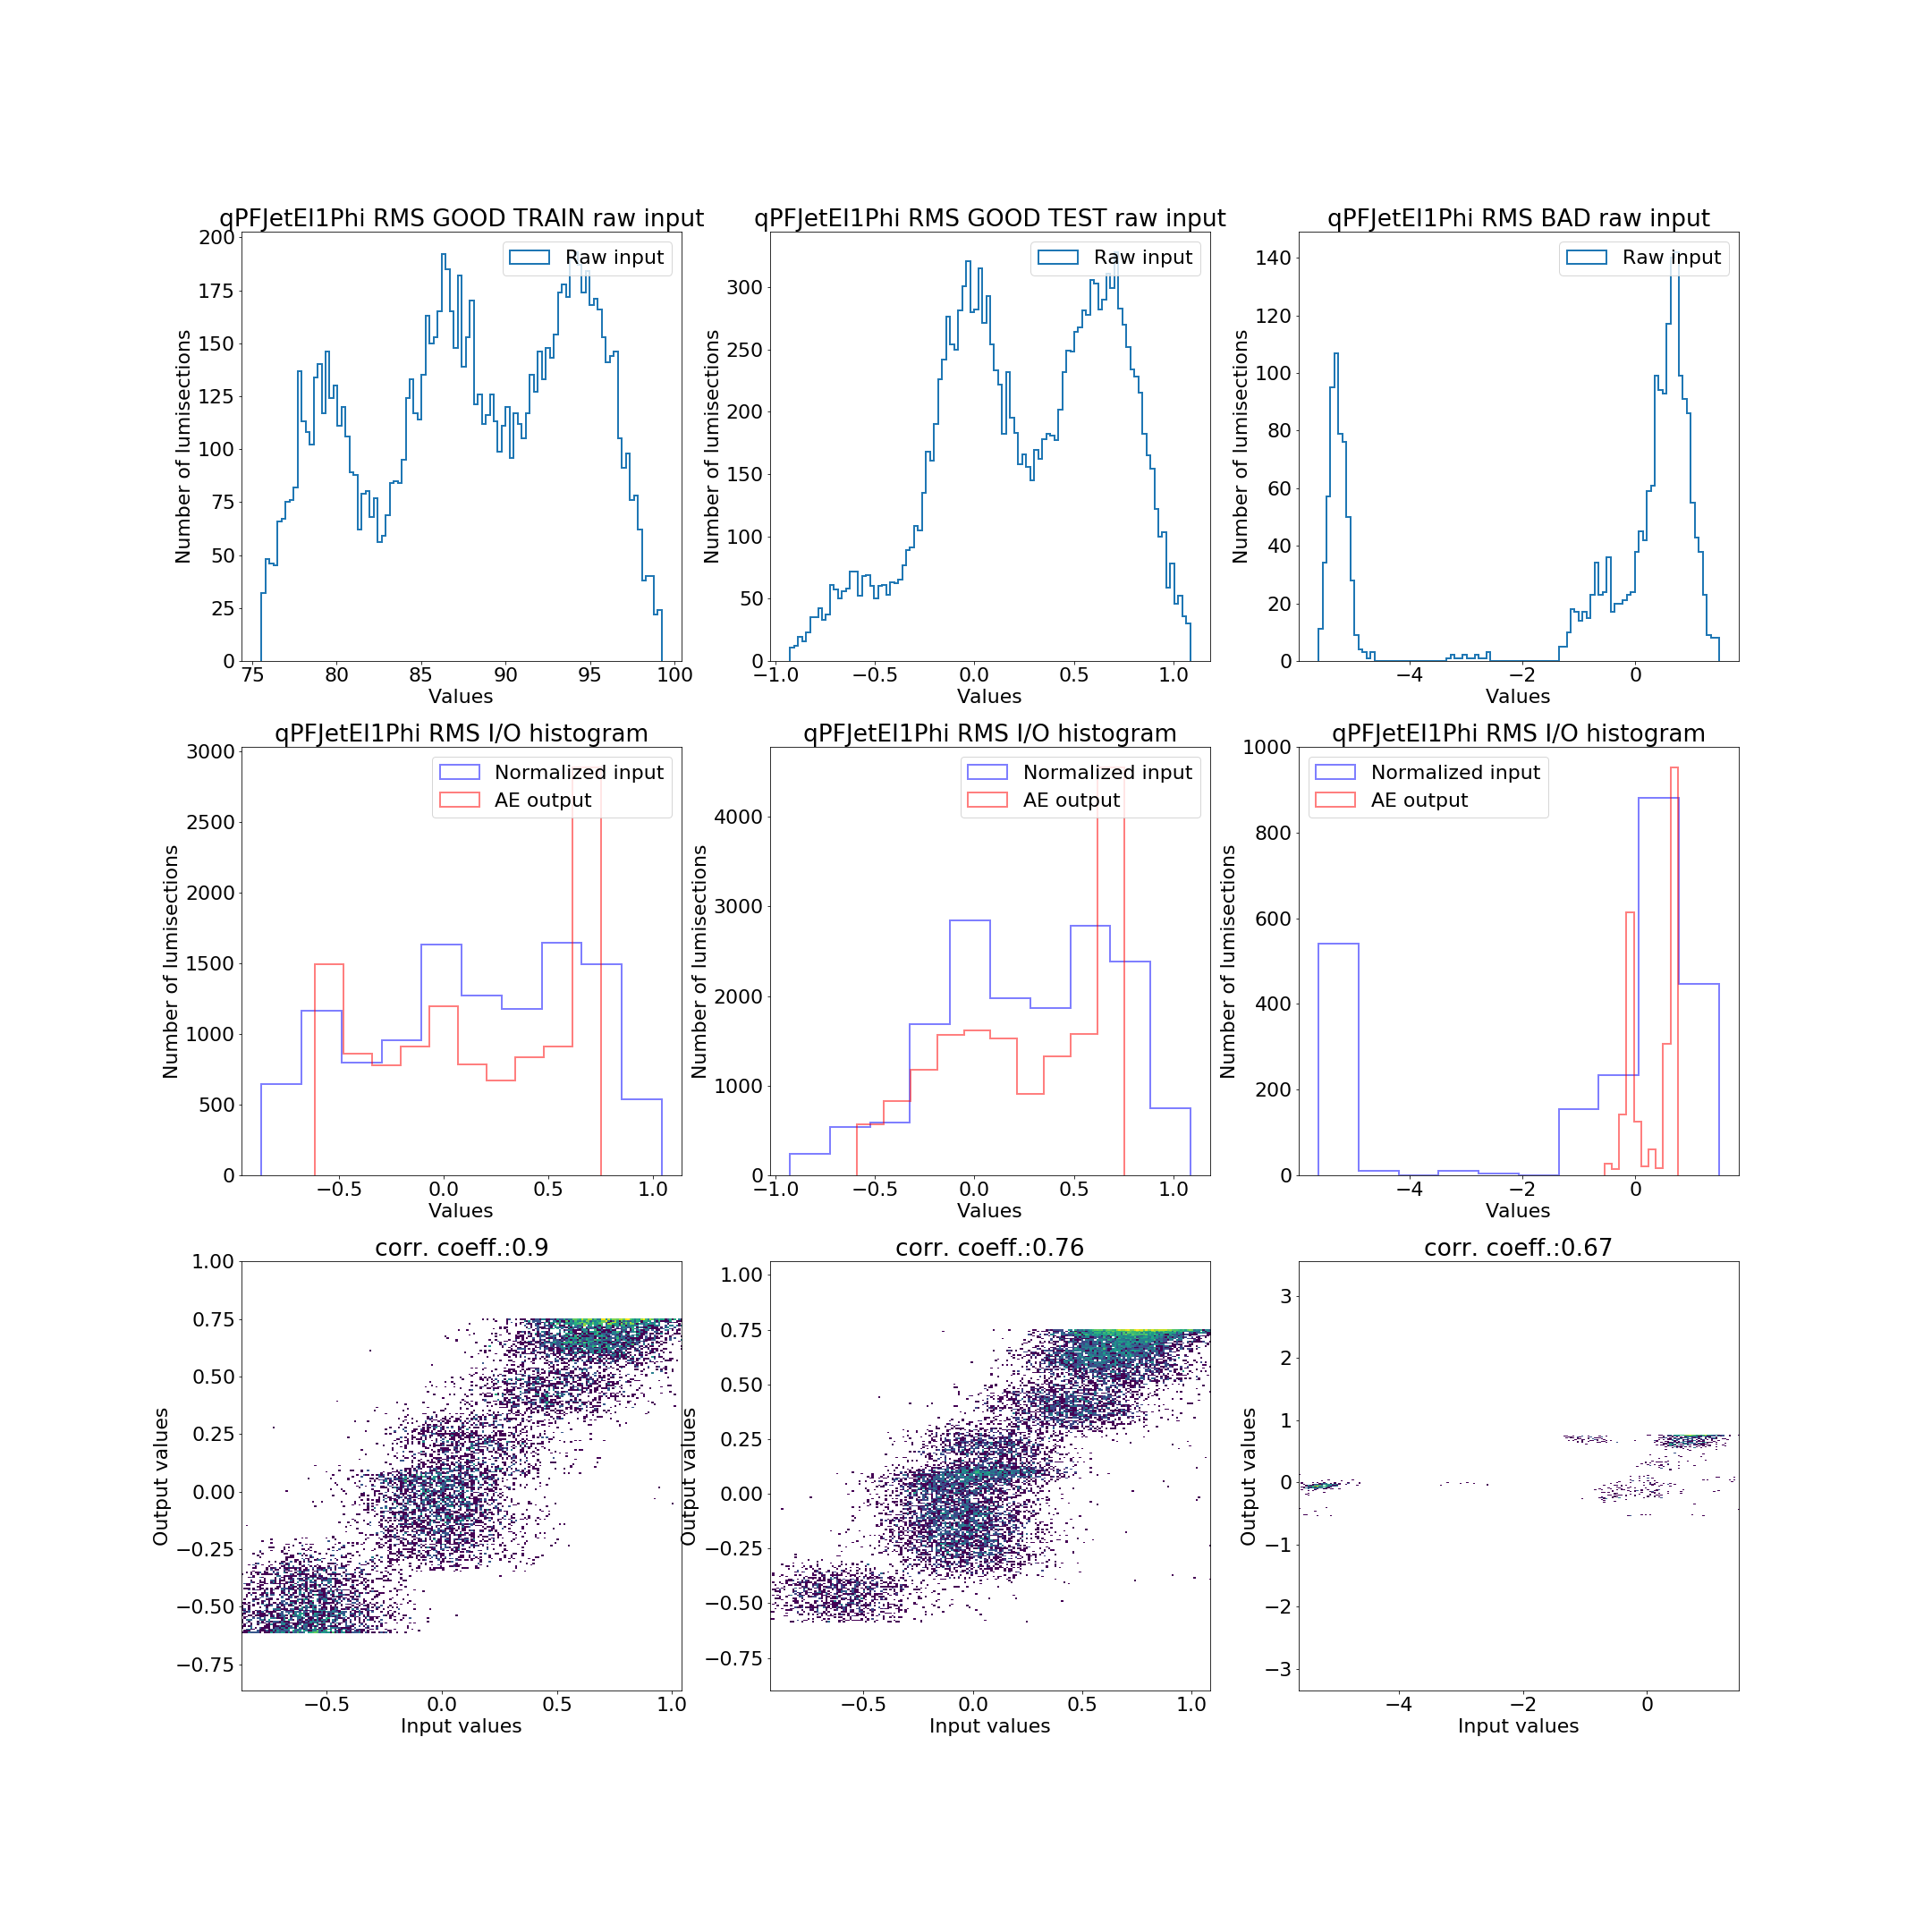 qPFJetEI1Phi RMS GOOD TRAIN raw input
qPFJetEI1Phi RMS GOOD TEST raw input
qPFJetEI1Phi RMS BAD raw input
Raw input
Raw input
Raw input
Number of lumisections
200
175
150
125
100
75
50
25
0
75 80 85 90 95 100
Values
Number of lumisections
300
250
200
150
100
50
0
−1.0 −0.5 0.0 0.5 1.0
Values
Number of lumisections
140
120
100
80
60
40
20
0
−4 −2 0
Values
qPFJetEI1Phi RMS I/O histogram
qPFJetEI1Phi RMS I/O histogram
qPFJetEI1Phi RMS I/O histogram
Normalized input
AE output
Normalized input
AE output
Normalized input
AE output
Number of lumisections
3000
2500
2000
1500
1000
500
0
−0.5 0.0 0.5 1.0
Values
Number of lumisections
4000
3000
2000
1000
0
−1.0 −0.5 0.0 0.5 1.0
Values
Number of lumisections
1000
800
600
400
200
0
−4 −2 0
Values
corr. coeff.:0.9
corr. coeff.:0.76
corr. coeff.:0.67
Output values
1.00
0.75
0.50
0.25
0.00
−0.25
−0.50
−0.75
−0.5 0.0 0.5 1.0
Input values
Output values
1.00
0.75
0.50
0.25
0.00
−0.25
−0.50
−0.75
−0.5 0.0 0.5 1.0
Input values
Output values
3
2
1
0
−1
−2
−3
−4 −2 0
Input values